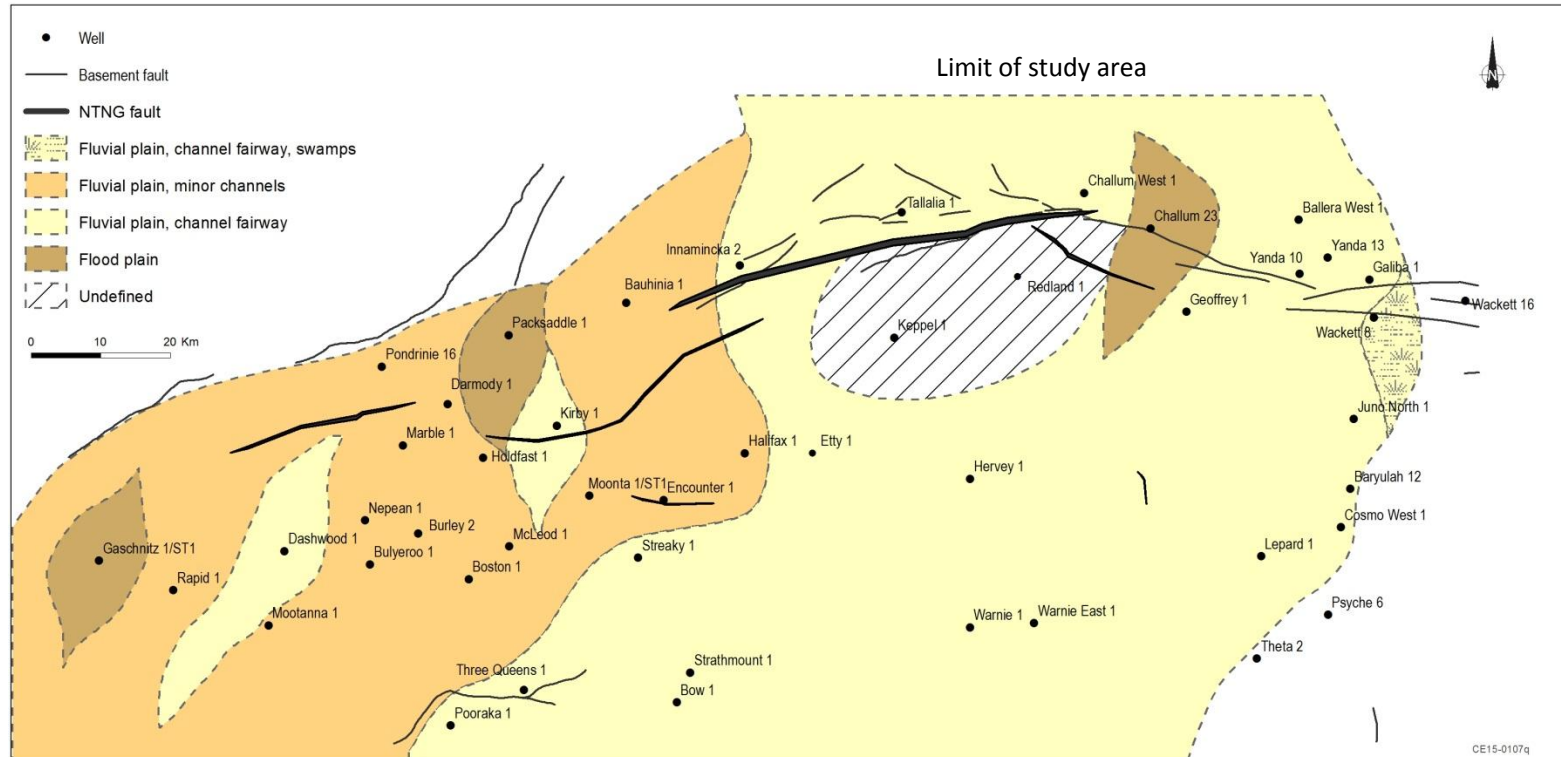 Well
Basement fault
NTNG fault
Fluvial plain, channel fairway, swamps
Fluvial plain, minor channels
Fluvial plain, channel fairway
Flood plain
Undefined
0 10 20 Km
Limit of study area
N
Challum West 1
Tallalia 1
Challum 23
Ballera West 1
Innamincka 2
Yanda 13
Yanda 10
Galiba 1
Redland 1
Bauhinia 1
Geoffrey 1
Wackett 16
Packsaddle 1
Keppel 1
Wackett 8
Pondrinie 16
Darmody 1
Kirby 1
Juno North 1
Marble 1
Holdfast 1
Halifax 1
Etty 1
Hervey 1
Moonta 1/ST1
Encounter 1
Baryulah 12
Nepean 1
Burley 2
Cosmo West 1
Dashwood 1
McLeod 1
Gaschnitz 1/ST1
Bulyeroo 1
Streaky 1
Lepard 1
Rapid 1
Boston 1
Mootanna 1
Warnie 1
Warnie East 1
Psyche 6
Theta 2
Three Queens 1
Strathmount 1
Bow 1
Pooraka 1
CE15-0107q